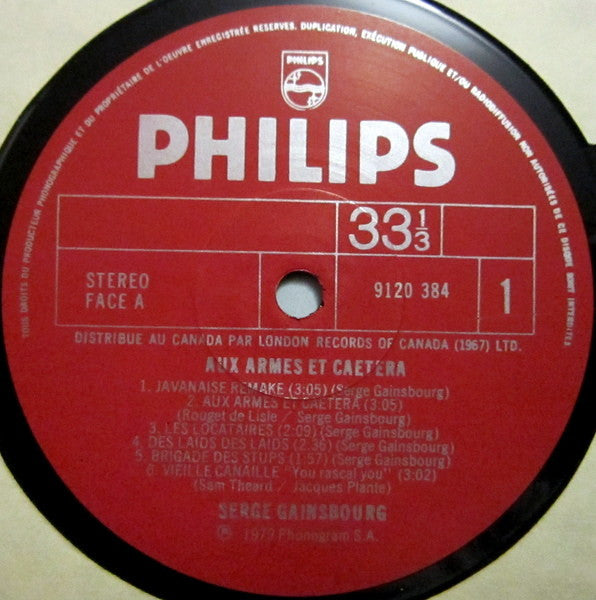 TOUS DROITS DU PRODUCTEUR PHONOGRAPHIQUE ET DU PROPRIÉTAIRE DE L'OEUVRE ENREGISTRÉE RESERVES. DUPLICATION, EXÉCUTION PUBLIQUE ET/OU RADIODIFFUSION NON AUTORISÉES DE CE DISQUE SONT INTERDITES
PHILIPS
PHILIPS
33 1/3
STEREO
FACE A
9120 384
1
DISTRIBUE AU CANADA PAR LONDON RECORDS OF CANADA (1967) LTD.
AUX ARMES ET CAETERA
1. JAVANAISE REMAKE (3:05) (Serge Gainsbourg)
2. AUX ARMES ET CAETERA (3:05)
(Rouget de Lisle / Serge Gainsbourg)
3. LES LOCATAIRES (2:09) (Serge Gainsbourg)
4. DES LAIDS DES LAIDS (2:36) (Serge Gainsbourg)
5. BRIGADE DES STUPS (1:57) (Serge Gainsbourg)
6. VIEILLE CANAILLE "You rascal you" (3:02)
(Sam Theard / Jacques Plante)
SERGE GAINSBOURG
℗ 1979 Phonogram S.A.